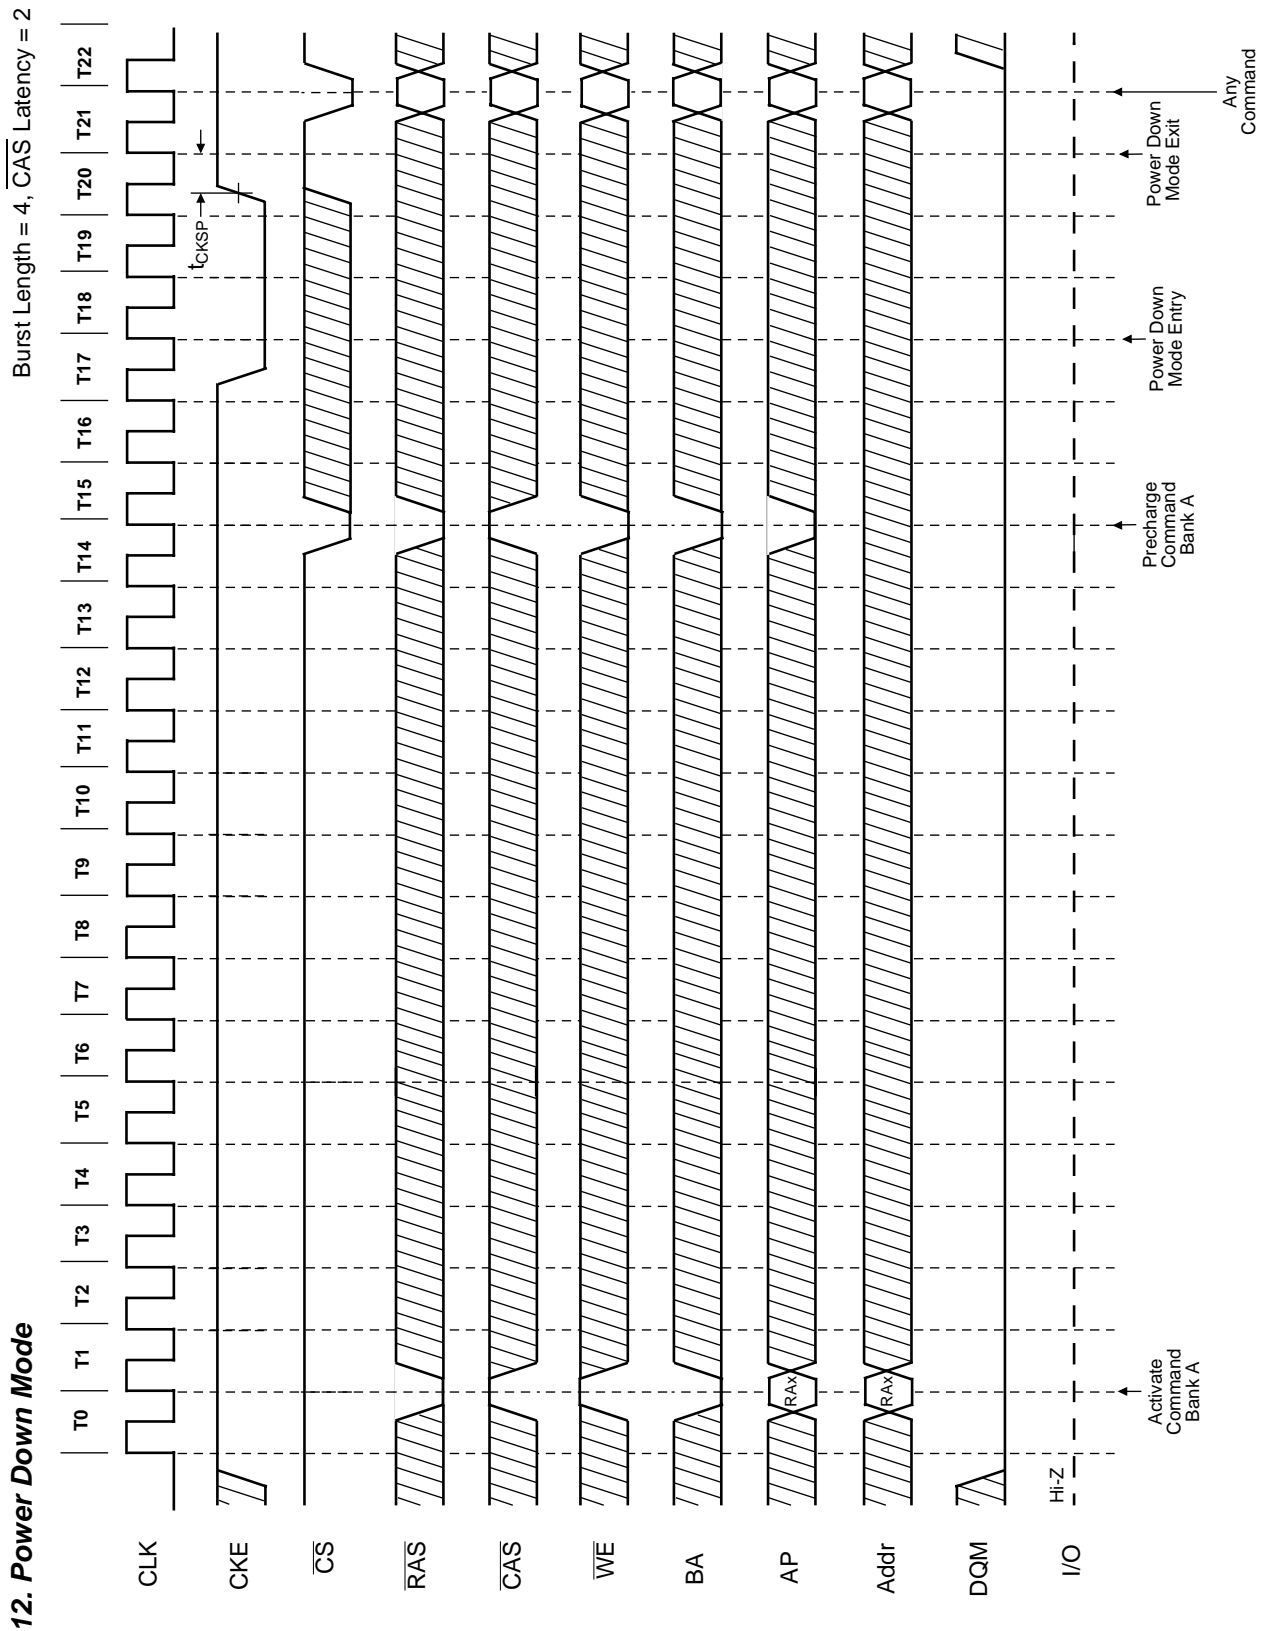 12. Power Down Mode
Burst Length = 4, CAS Latency = 2
T0 T1 T2 T3 T4 T5 T6 T7 T8 T9 T10 T11 T12 T13 T14 T15 T16 T17 T18 T19 T20 T21 T22
CLK
tCKSP
CKE
CS
RAS
CAS
WE
BA
AP
RAx
Addr
RAx
DQM
I/O
Hi-Z
Activate
Command
Bank A
Precharge
Command
Bank A
Power Down
Mode Entry
Power Down
Mode Exit
Any
Command